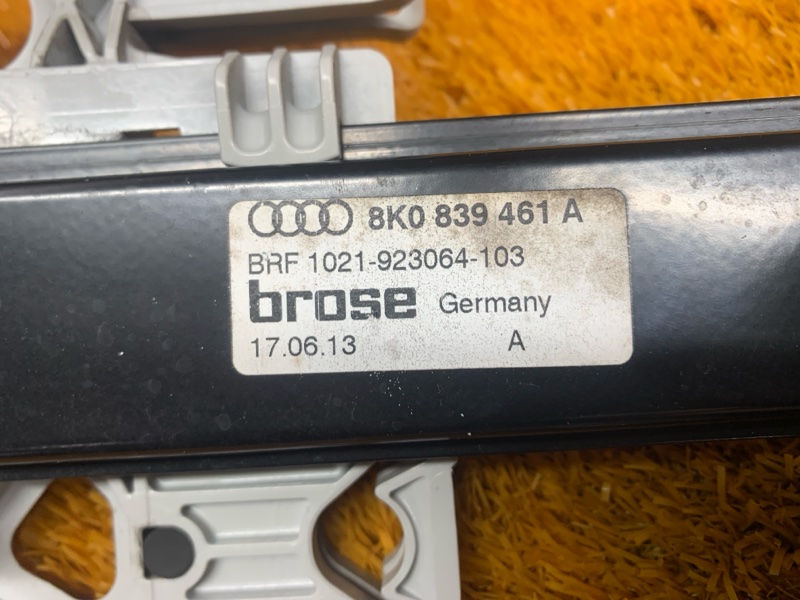 8K0 839 461 A
BRF 1021-923064-103
brose Germany
17.06.13 A